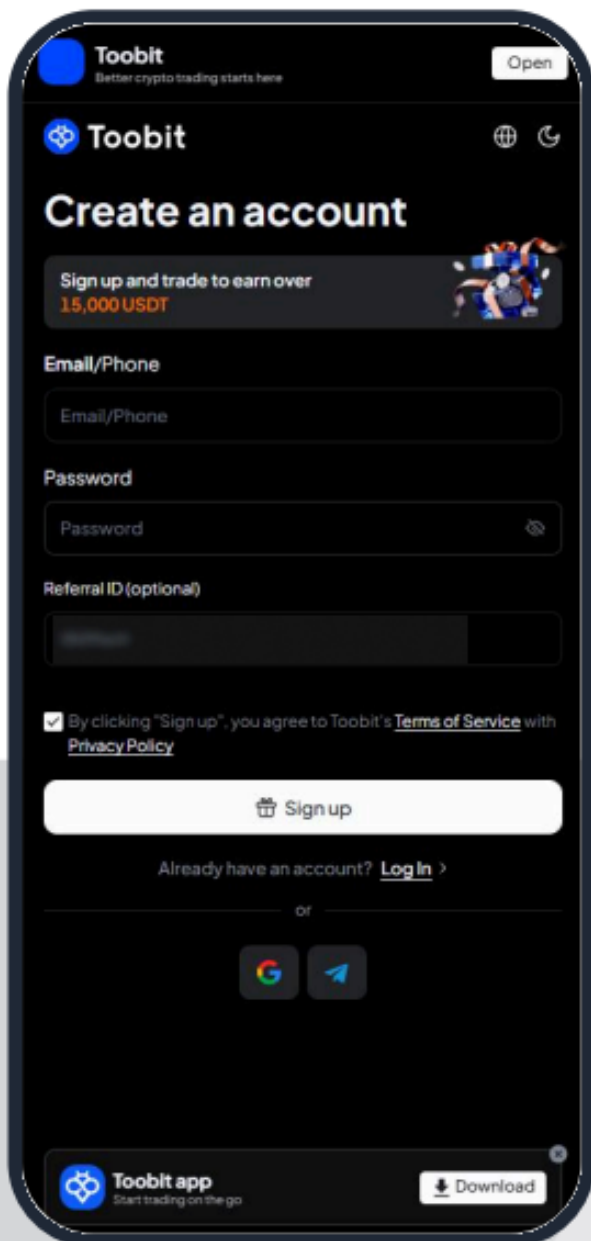 Toobit
Better crypto trading starts here
Open
Toobit
Create an account
Sign up and trade to earn over
15,000 USDT
Email/Phone
Email/Phone
Password
Password
Referral ID (optional)
By clicking "Sign up", you agree to Toobit's Terms of Service with
Privacy Policy
Sign up
Already have an account? Log In >
or
Toobit app
Start trading on the go
Download